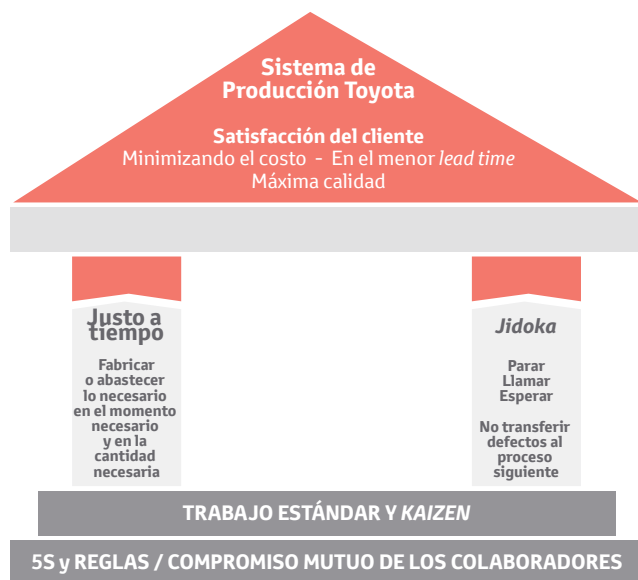 Sistema de
Producción Toyota
Satisfacción del cliente
Minimizando el costo - En el menor lead time
Máxima calidad
Justo a
tiempo
Fabricar
o abastecer
lo necesario
en el momento
necesario
y en la
cantidad
necesaria
Jidoka
Parar
Llamar
Esperar
No transferir
defectos al
proceso
siguiente
TRABAJO ESTÁNDAR Y KAIZEN
5S y REGLAS / COMPROMISO MUTUO DE LOS COLABORADORES